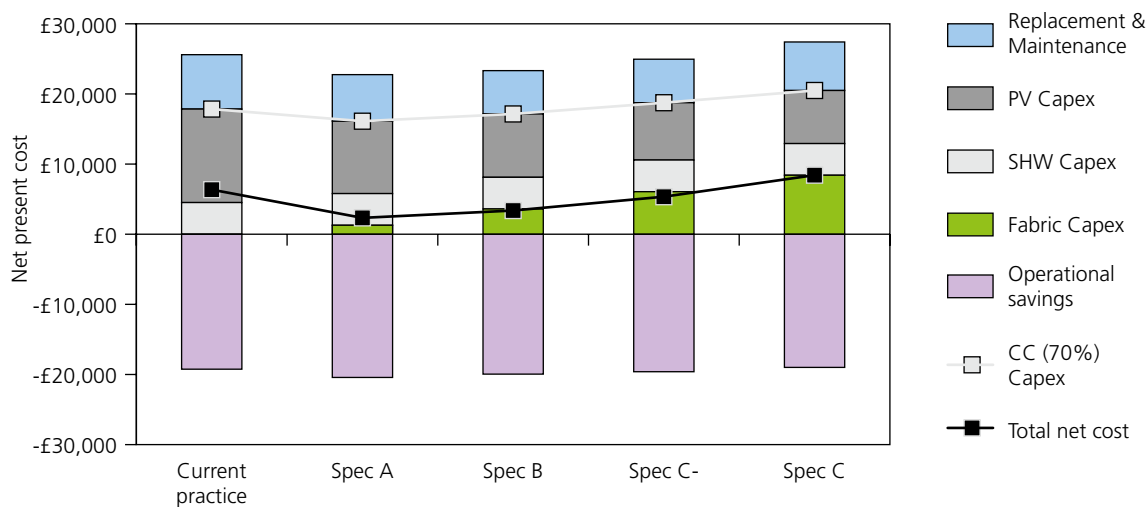 Net present cost
£30,000
£20,000
£10,000
£0
-£10,000
-£20,000
-£30,000
Current
practice
Spec A
Spec B
Spec C-
Spec C
Replacement &
Maintenance
PV Capex
SHW Capex
Fabric Capex
Operational
savings
CC (70%)
Capex
Total net cost